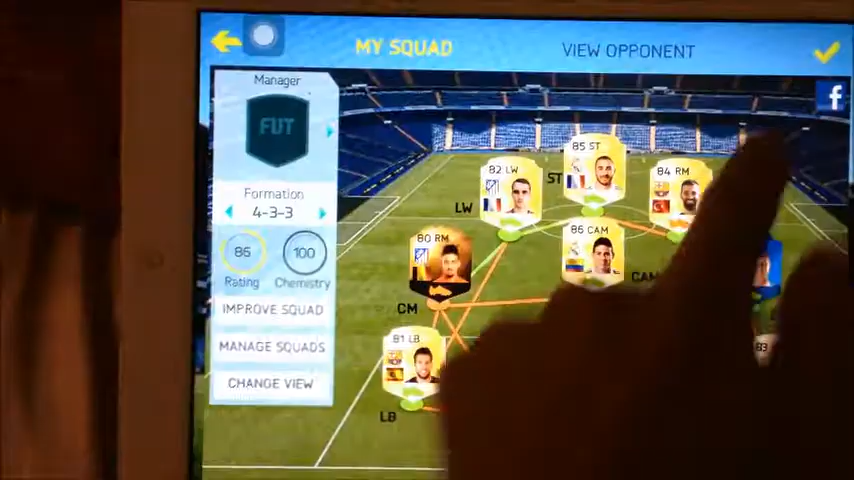 MY SQUAD
VIEW OPPONENT
Manager
FUT
Formation
4-3-3
85
100
Rating
Chemistry
IMPROVE SQUAD
MANAGE SQUADS
CHANGE VIEW
f
85 ST
82 LW
ST
84 RM
LW
80 RM
86 CAM
CM
CAM
81 LB
LB
83